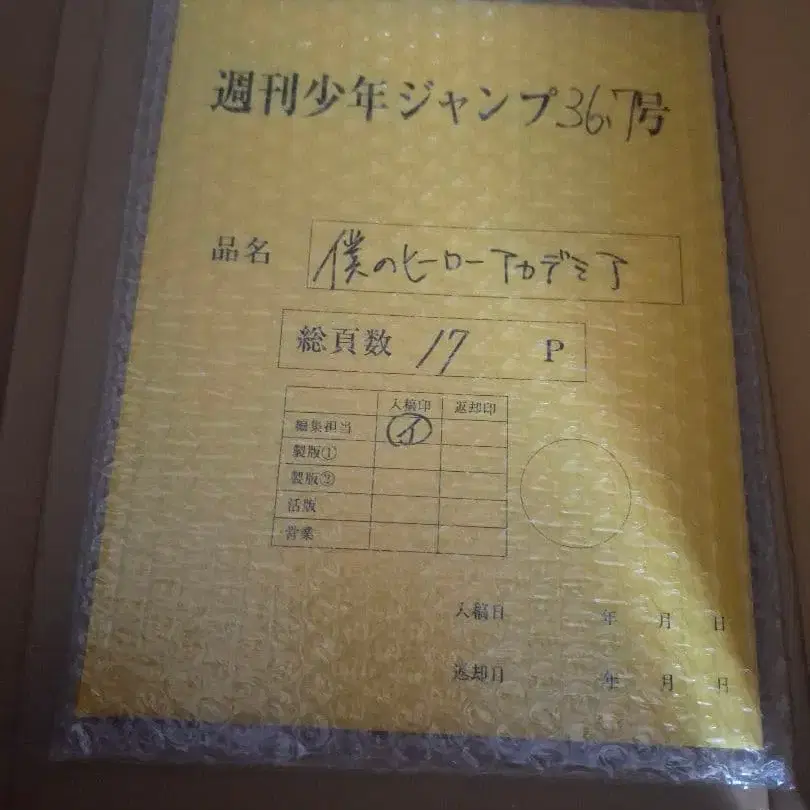 週刊少年ジャンプ36.7号
品名 僕のヒーローアカデミア
総頁数 17 P
入稿印 返却印
編集担当 イ
製版①
製版②
活版
営業
入稿日 年 月 日
返却日 年 月 日